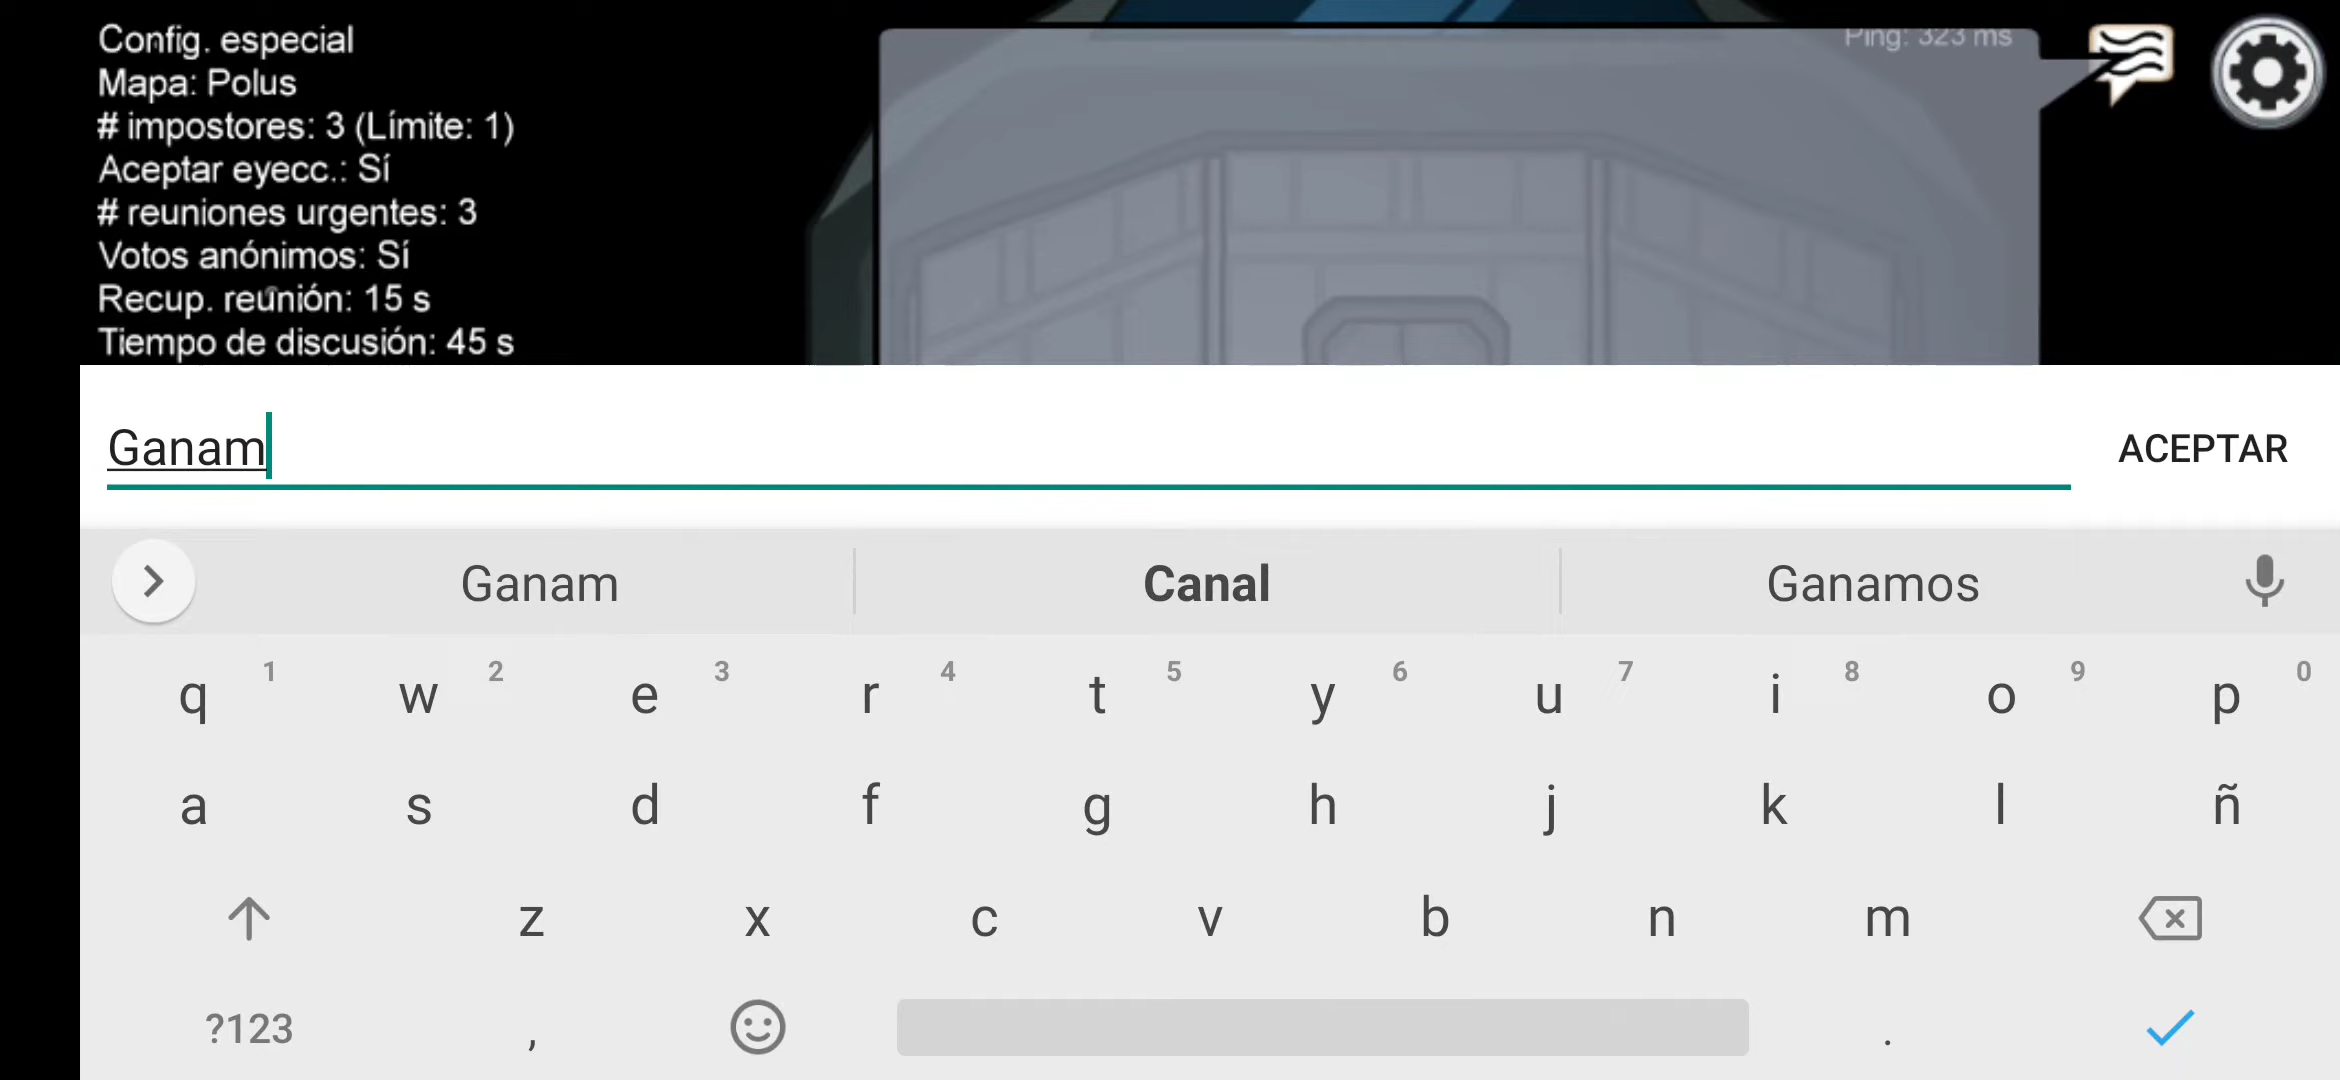 Config. especial
Mapa: Polus
# impostores: 3 (Límite: 1)
Aceptar eyecc.: Sí
# reuniones urgentes: 3
Votos anónimos: Sí
Recup. reunión: 15 s
Tiempo de discusión: 45 s
Ping: 323 ms
Ganam
ACEPTAR
Ganam Canal Ganamos
q 1 w 2 e 3 r 4 t 5 y 6 u 7 i 8 o 9 p 0
a s d f g h j k l ñ
z x c v b n m
?123 , .